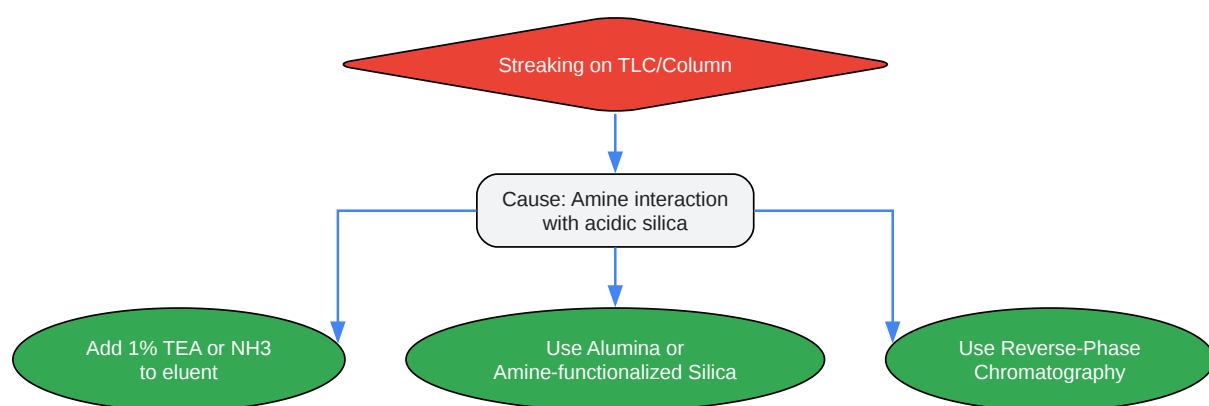 Streaking on TLC/Column
Cause: Amine interaction
with acidic silica
Add 1% TEA or NH3
to eluent
Use Alumina or
Amine-functionalized Silica
Use Reverse-Phase
Chromatography